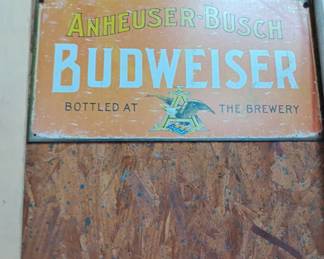 ANHEUSER-BUSCH
BUDWEISER
BOTTLED AT THE BREWERY